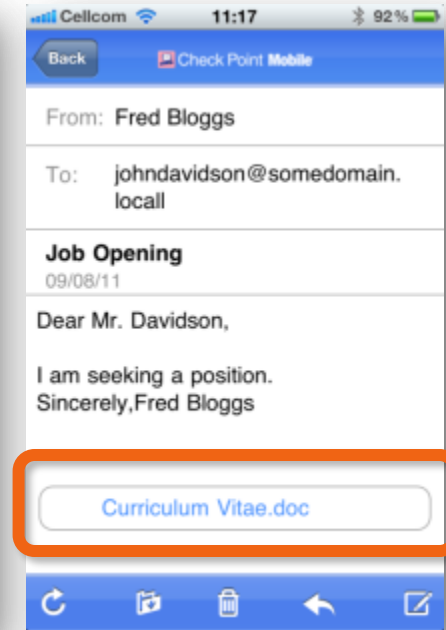 Cellcom 11:17 92%
Back Check Point Mobile
From: Fred Bloggs
To: johndavidson@somedomain.
locall
Job Opening
09/08/11
Dear Mr. Davidson,
I am seeking a position.
Sincerely,Fred Bloggs
Curriculum Vitae.doc